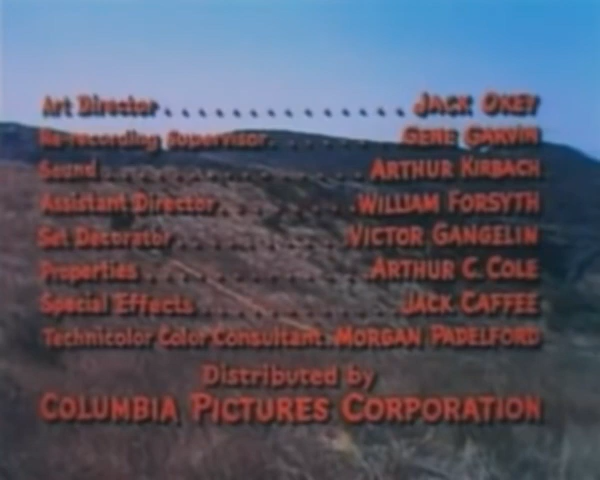 Art Director . . . . . . . . . . . . . . . JACK OKEY
Re-recording Supervisor . . . . . . . . GENE GARVIN
Sound . . . . . . . . . . . . . . . . ARTHUR KIRBACH
Assistant Director . . . . . . . . . WILLIAM FORSYTH
Set Decorator . . . . . . . . . . . VICTOR GANGELIN
Properties . . . . . . . . . . . . . . ARTHUR C. COLE
Special Effects . . . . . . . . . . . . . JACK CAFFEE
Technicolor Color Consultant . MORGAN PADELFORD
Distributed by
COLUMBIA PICTURES CORPORATION